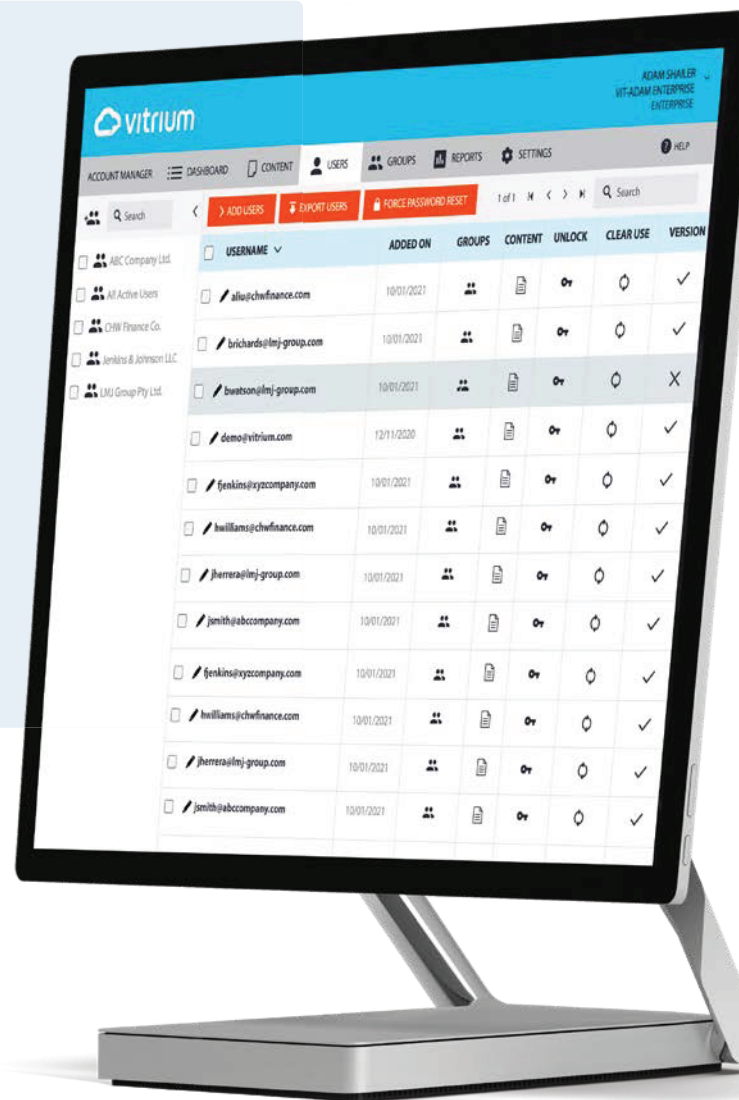 ADAM SHAILER
VIT-ADAM ENTERPRISE
ENTERPRISE
vitrium
ACCOUNT MANAGER DASHBOARD CONTENT USERS GROUPS REPORTS SETTINGS HELP
Search > ADD USERS EXPORT USERS FORCE PASSWORD RESET 1 of 1 Search
USERNAME ADDED ON GROUPS CONTENT UNLOCK CLEAR USE VERSION
ABC Company Ltd.
All Active Users
CHW Finance Co.
Jenkins & Johnson LLC
LMJ Group Pty Ltd.
aliu@chwfinance.com 10/01/2021
brichards@lmj-group.com 10/01/2021
bwatson@lmj-group.com 10/01/2021
demo@vitrium.com 12/11/2020
fjenkins@xyzcompany.com 10/01/2021
hwilliams@chwfinance.com 10/01/2021
jherrera@lmj-group.com 10/01/2021
jsmith@abccompany.com 10/01/2021
fjenkins@xyzcompany.com 10/01/2021
hwilliams@chwfinance.com 10/01/2021
jherrera@lmj-group.com 10/01/2021
jsmith@abccompany.com 10/01/2021